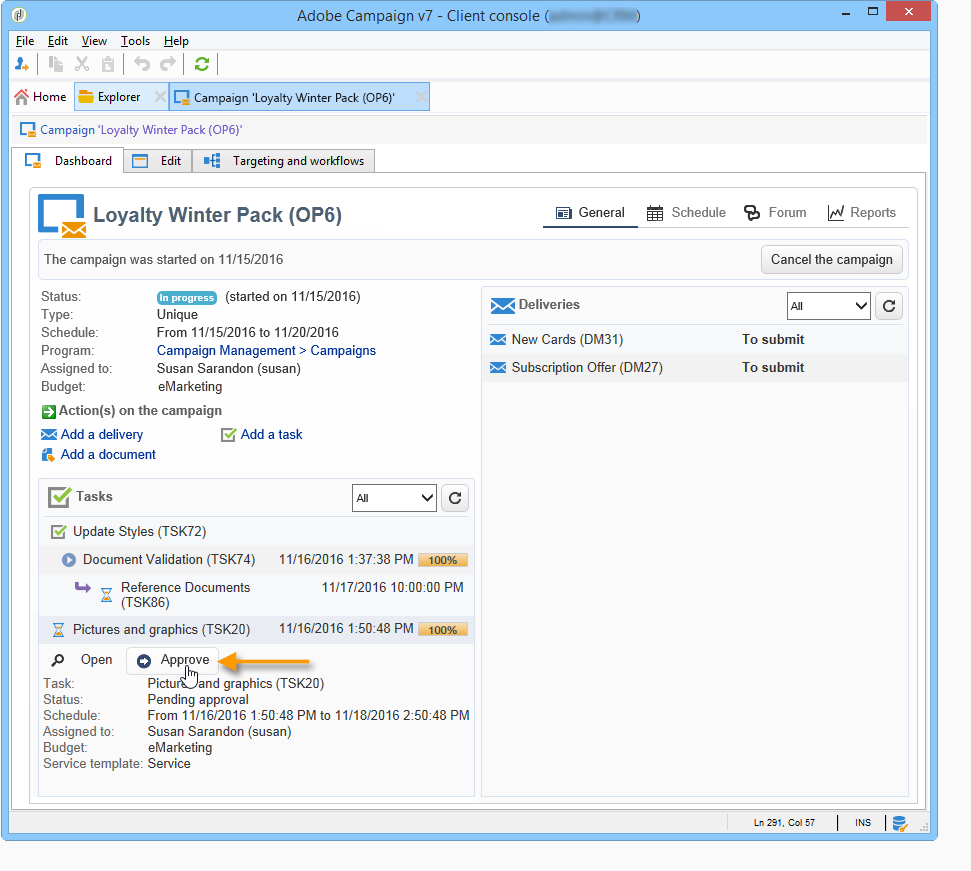 Adobe Campaign v7 - Client console ( )
File Edit View Tools Help
Home Explorer Campaign 'Loyalty Winter Pack (OP6)'
Campaign 'Loyalty Winter Pack (OP6)'
Dashboard Edit Targeting and workflows
Loyalty Winter Pack (OP6)
General Schedule Forum Reports
The campaign was started on 11/15/2016 Cancel the campaign
Status: In progress (started on 11/15/2016)
Type: Unique
Schedule: From 11/15/2016 to 11/20/2016
Program: Campaign Management > Campaigns
Assigned to: Susan Sarandon (susan)
Budget: eMarketing
Action(s) on the campaign
Add a delivery Add a task
Add a document
Tasks All
Update Styles (TSK72)
Document Validation (TSK74) 11/16/2016 1:37:38 PM 100%
Reference Documents 11/17/2016 10:00:00 PM
(TSK86)
Pictures and graphics (TSK20) 11/16/2016 1:50:48 PM 100%
Open Approve
Task: Pictures and graphics (TSK20)
Status: Pending approval
Schedule: From 11/16/2016 1:50:48 PM to 11/18/2016 2:50:48 PM
Assigned to: Susan Sarandon (susan)
Budget: eMarketing
Service template: Service
Deliveries All
New Cards (DM31) To submit
Subscription Offer (DM27) To submit
Ln 291, Col 57 INS